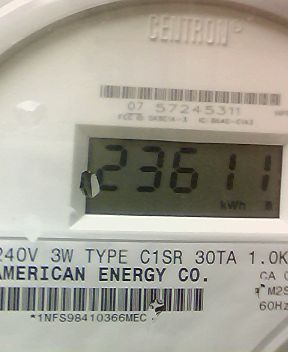 CENTRON®
07 57245311
23611
kWh
240V 3W TYPE C1SR 30TA 1.0K
AMERICAN ENERGY CO. CA
M2S
*1NFS98410366MEC 60Hz